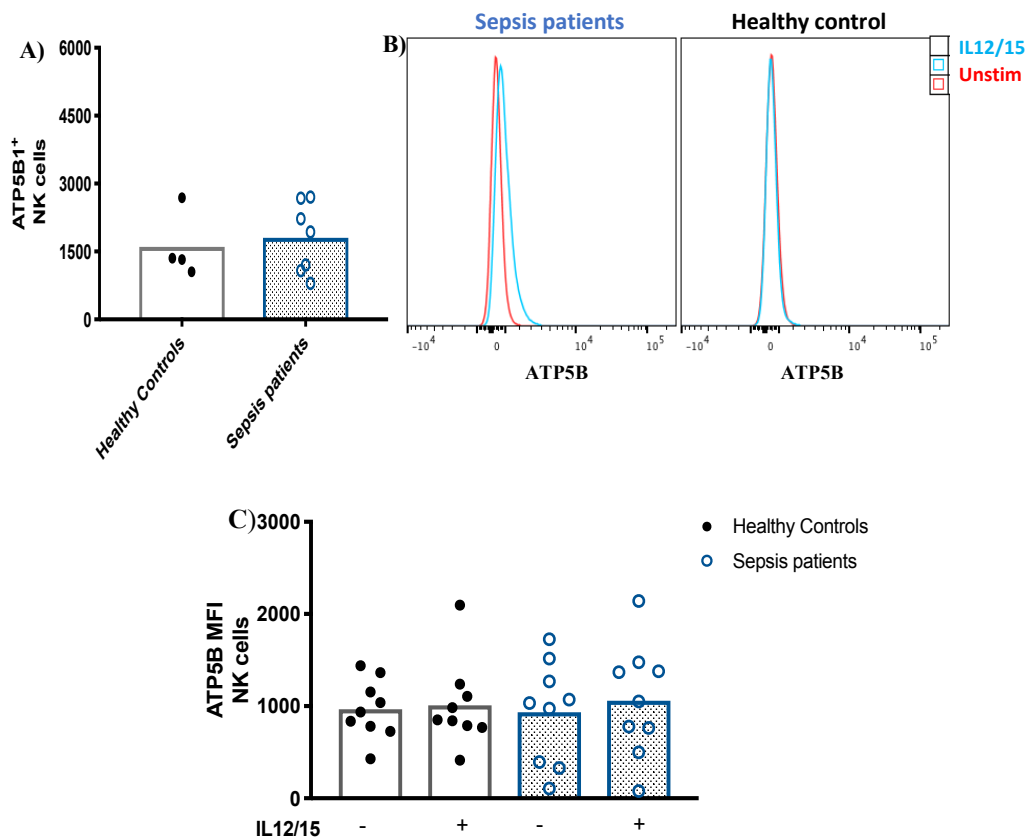 A)
ATP5B1⁺
NK cells
6000
4500
3000
1500
0
Healthy Controls
Sepsis patients
B)
Sepsis patients
Healthy control
IL12/15
Unstim
-10⁴
0
10⁴
10⁵
ATP5B
-10⁴
0
10⁴
10⁵
ATP5B
C)
ATP5B MFI
NK cells
3000
2000
1000
0
Healthy Controls
Sepsis patients
IL12/15 - + - +